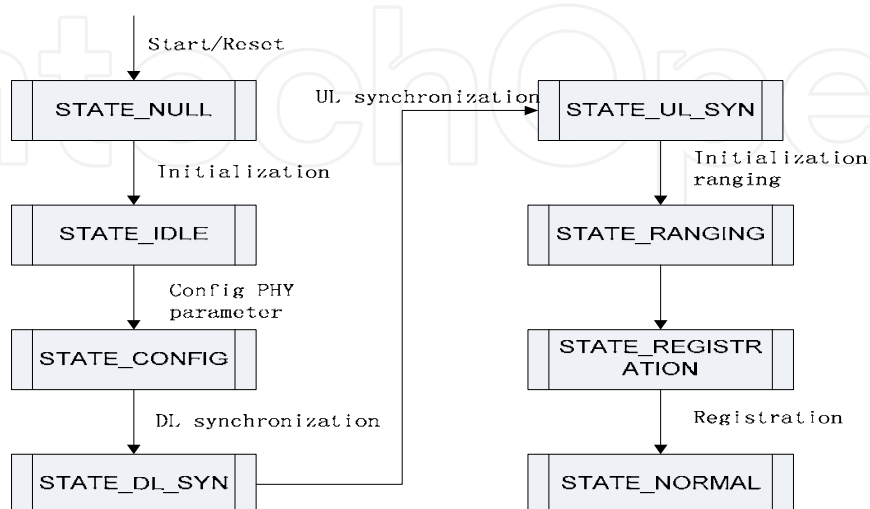 Start/Reset
STATE_NULL
Initialization
STATE_IDLE
Config PHY
parameter
STATE_CONFIG
DL synchronization
STATE_DL_SYN
UL synchronization
STATE_UL_SYN
Initialization
ranging
STATE_RANGING
STATE_REGISTR
ATION
Registration
STATE_NORMAL